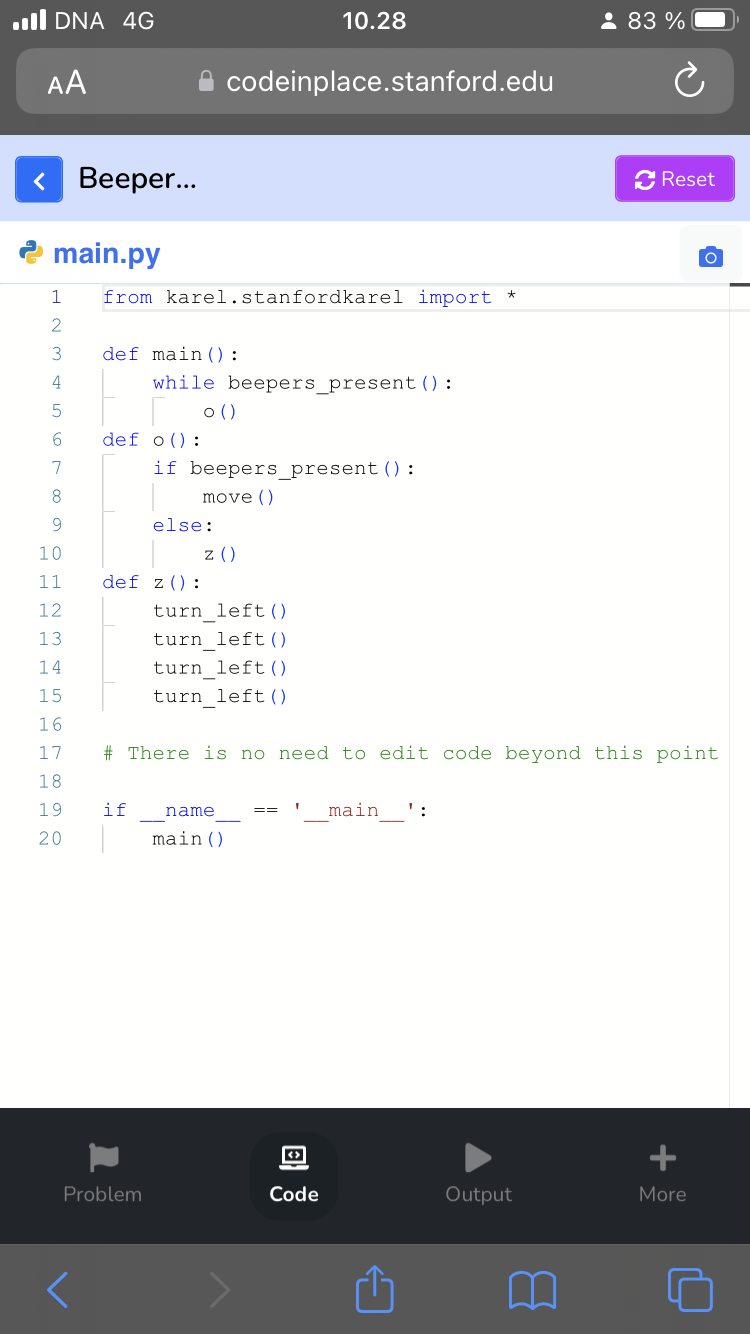 DNA 4G 10.28 83 %
AA codeinplace.stanford.edu
Beeper... Reset
main.py
1 from karel.stanfordkarel import *
2
3 def main():
4     while beepers_present():
5         o()
6 def o():
7     if beepers_present():
8         move()
9     else:
10         z()
11 def z():
12     turn_left()
13     turn_left()
14     turn_left()
15     turn_left()
16
17 # There is no need to edit code beyond this point
18
19 if __name__ == '__main__':
20     main()
Problem Code Output More